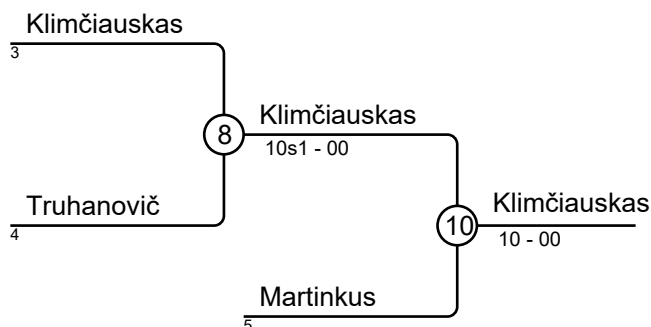 Klimčiauskas
3
8
Klimčiauskas
10s1 - 00
Truhanovič
4
10
Klimčiauskas
10 - 00
Martinkus
5